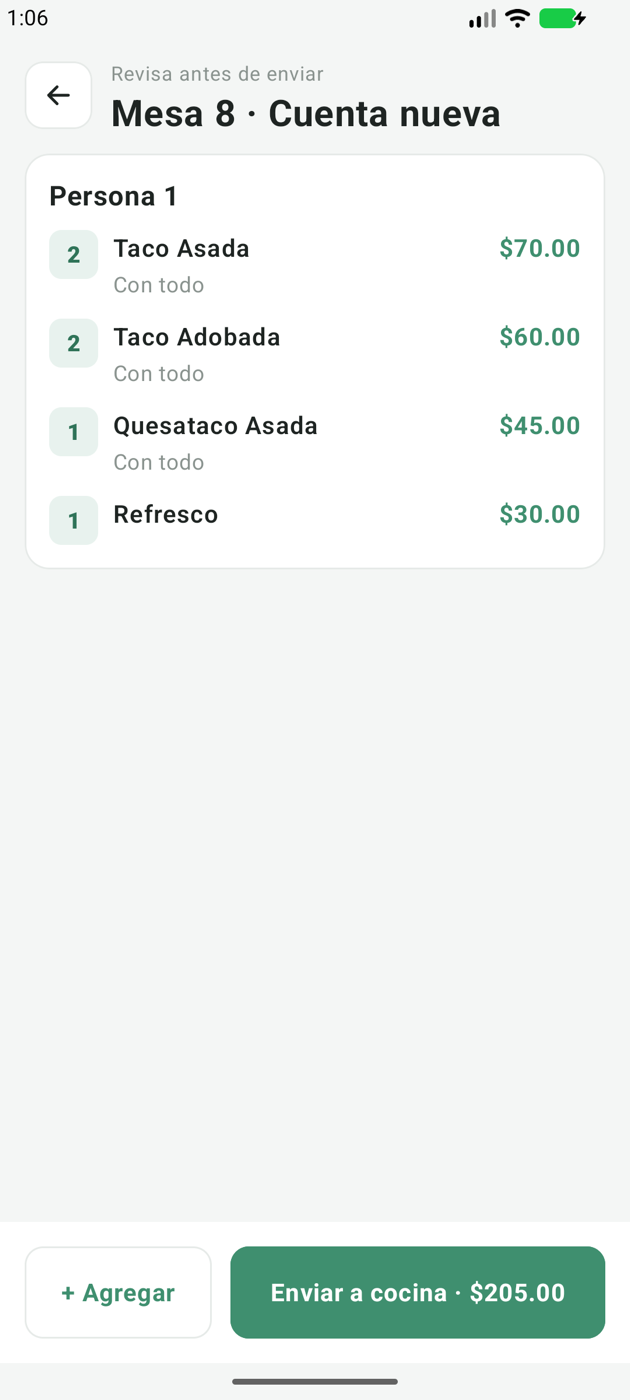 1:06
Revisa antes de enviar
Mesa 8 · Cuenta nueva
Persona 1
2 Taco Asada $70.00
Con todo
2 Taco Adobada $60.00
Con todo
1 Quesataco Asada $45.00
Con todo
1 Refresco $30.00
+ Agregar
Enviar a cocina · $205.00